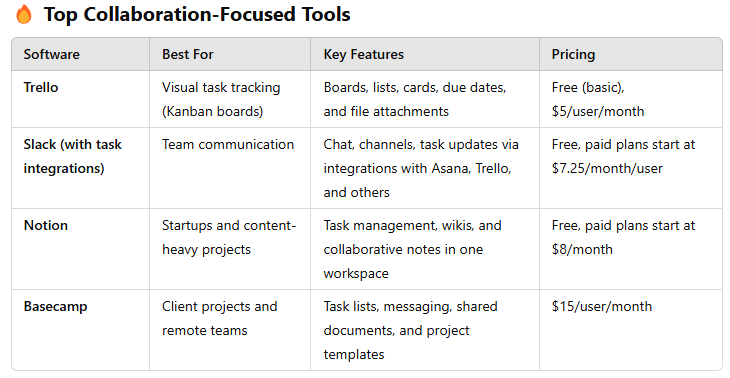 🔥 Top Collaboration-Focused Tools
Software Best For Key Features Pricing
Trello Visual task tracking Boards, lists, cards, due dates, Free (basic),
(Kanban boards) and file attachments $5/user/month
Slack (with task Team communication Chat, channels, task updates via Free, paid plans start at
integrations) integrations with Asana, Trello, $7.25/month/user
and others
Notion Startups and content- Task management, wikis, and Free, paid plans start at
heavy projects collaborative notes in one $8/month
workspace
Basecamp Client projects and Task lists, messaging, shared $15/user/month
remote teams documents, and project
templates